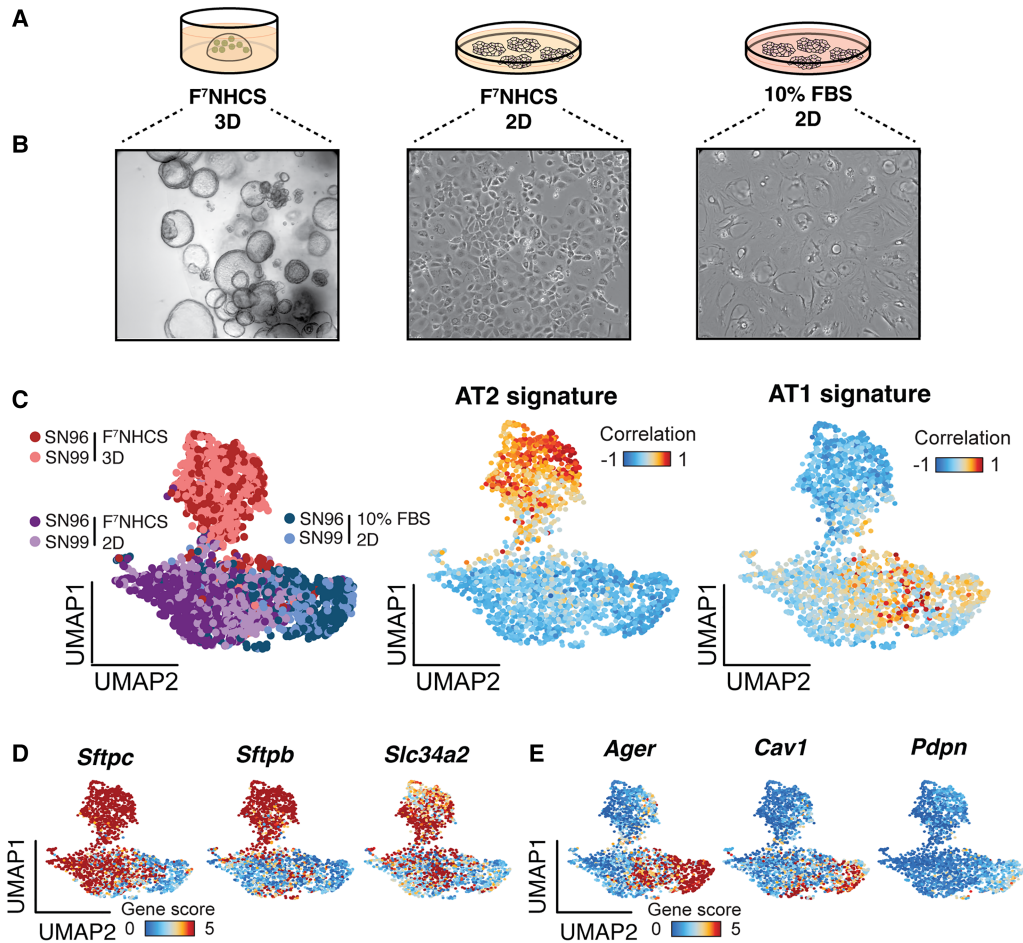 A
F⁷NHCS
3D
F⁷NHCS
2D
10% FBS
2D
B
C
SN96
SN99
F⁷NHCS
3D
SN96
SN99
F⁷NHCS
2D
SN96
SN99
10% FBS
2D
UMAP1
UMAP2
AT2 signature
Correlation
-1 1
UMAP1
UMAP2
AT1 signature
Correlation
-1 1
UMAP1
UMAP2
D
Sftpc
Sftpb
Slc34a2
UMAP1
UMAP2
Gene score
0 5
E
Ager
Cav1
Pdpn
UMAP1
UMAP2
Gene score
0 5